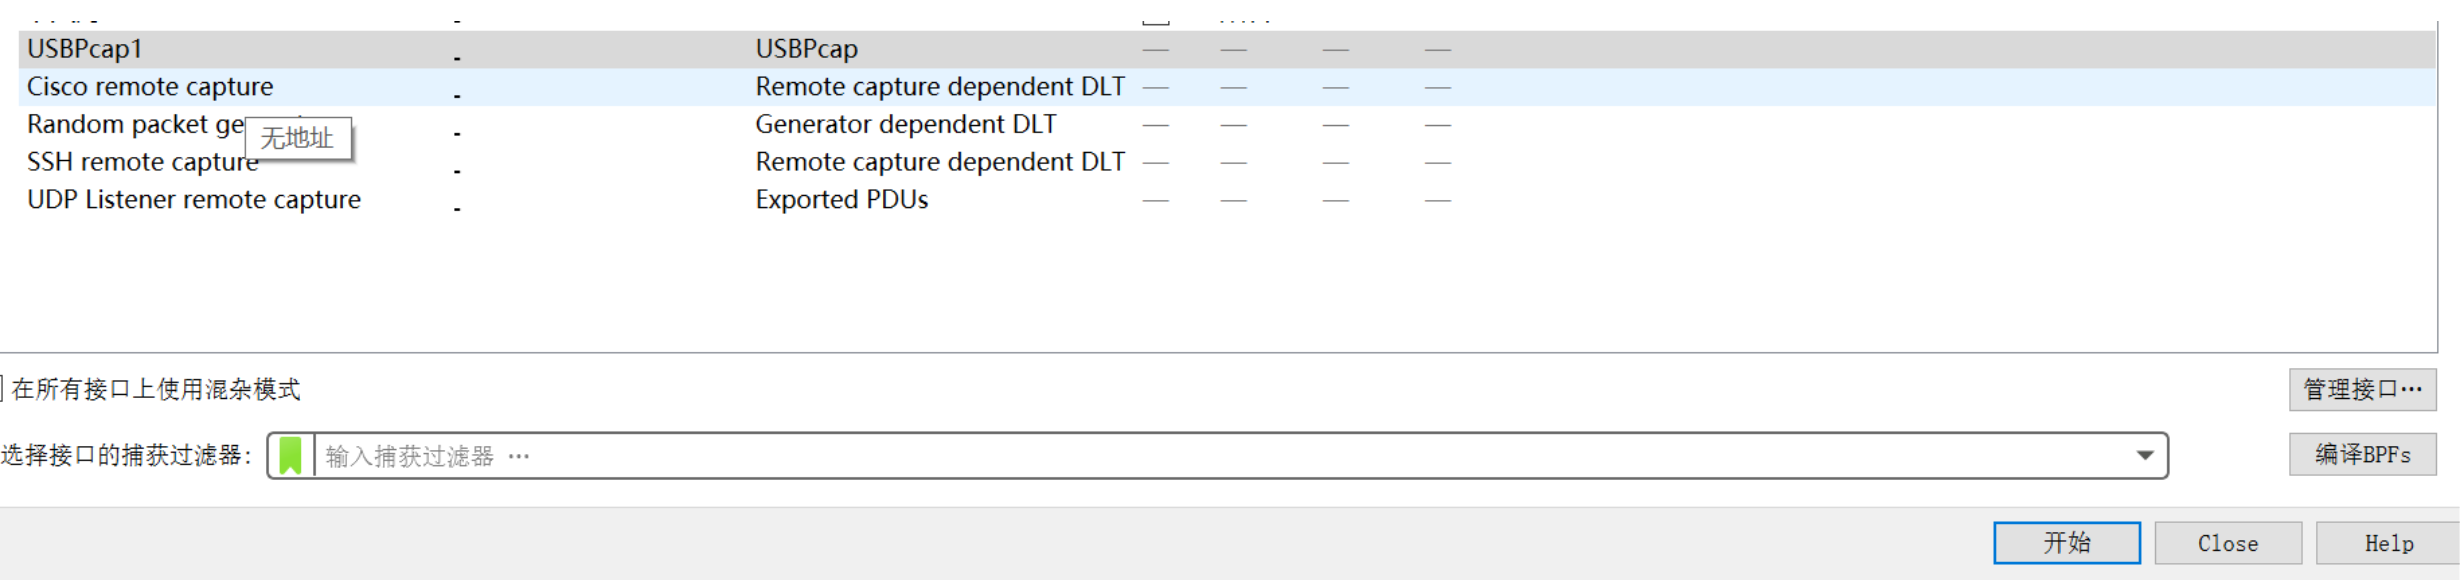 USBPcap1 USBPcap — — — —
Cisco remote capture Remote capture dependent DLT — — — —
Random packet ge Generator dependent DLT — — — —
无地址
SSH remote capture Remote capture dependent DLT — — — —
UDP Listener remote capture Exported PDUs — — — —
在所有接口上使用混杂模式 管理接口…
选择接口的捕获过滤器: 输入捕获过滤器 … 编译BPFs
开始 Close Help